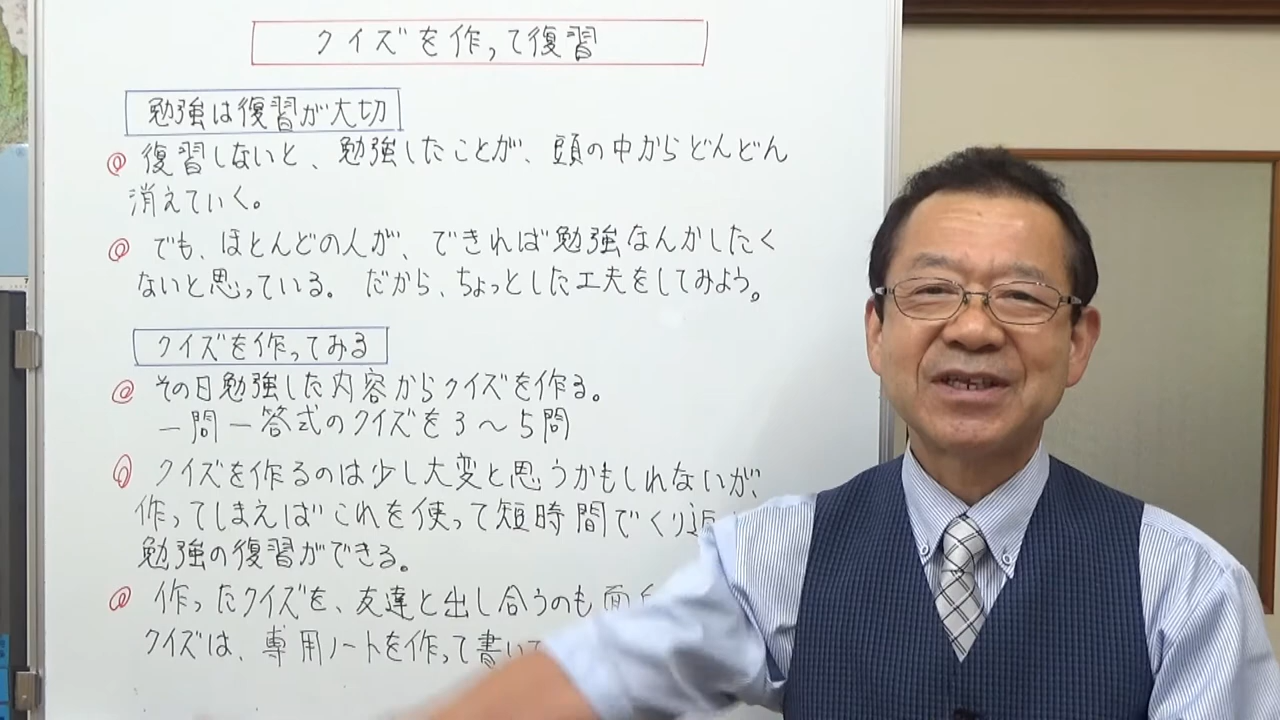 クイズを作って復習
勉強は復習が大切
復習しないと、勉強したことが、頭の中からどんどん
消えていく。
でも、ほとんどの人が、できれば勉強なんかしたく
ないと思っている。だから、ちょっとした工夫をしてみよう。
クイズを作ってみる
その日勉強した内容からクイズを作る。
一問一答式のクイズを3〜5問
クイズを作るのは少し大変と思うかもしれないが、
作ってしまえばこれを使って短時間でくり返
勉強の復習ができる。
作ったクイズを、友達と出し合うのも面
クイズは、専用ノートを作って書いて